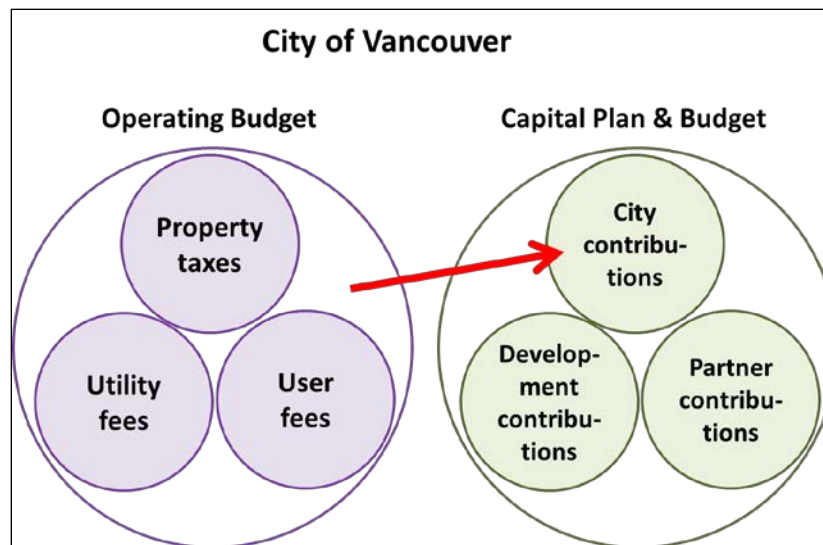 City of Vancouver
Operating Budget
Property
taxes
Utility
fees
User
fees
Capital Plan & Budget
City
contribu-
tions
Develop-
ment
contribu-
tions
Partner
contribu-
tions